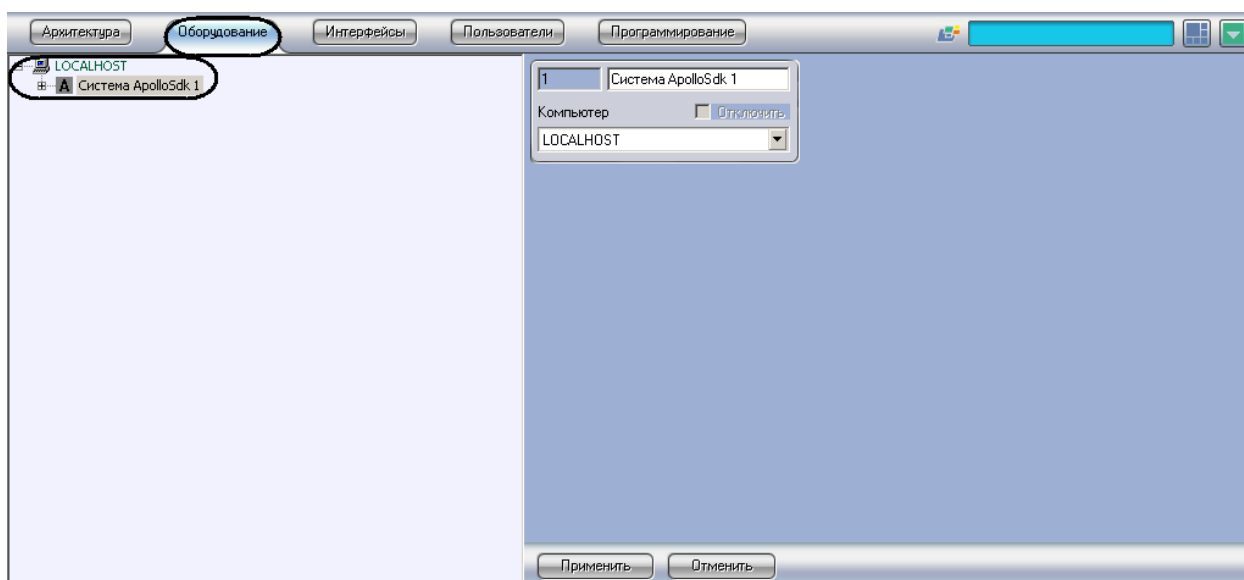 Архитектура Оборудование Интерфейсы Пользователи Программирование
LOCALHOST
A Система ApolloSdk 1
1 Система ApolloSdk 1
Компьютер Отключить
LOCALHOST
Применить Отменить